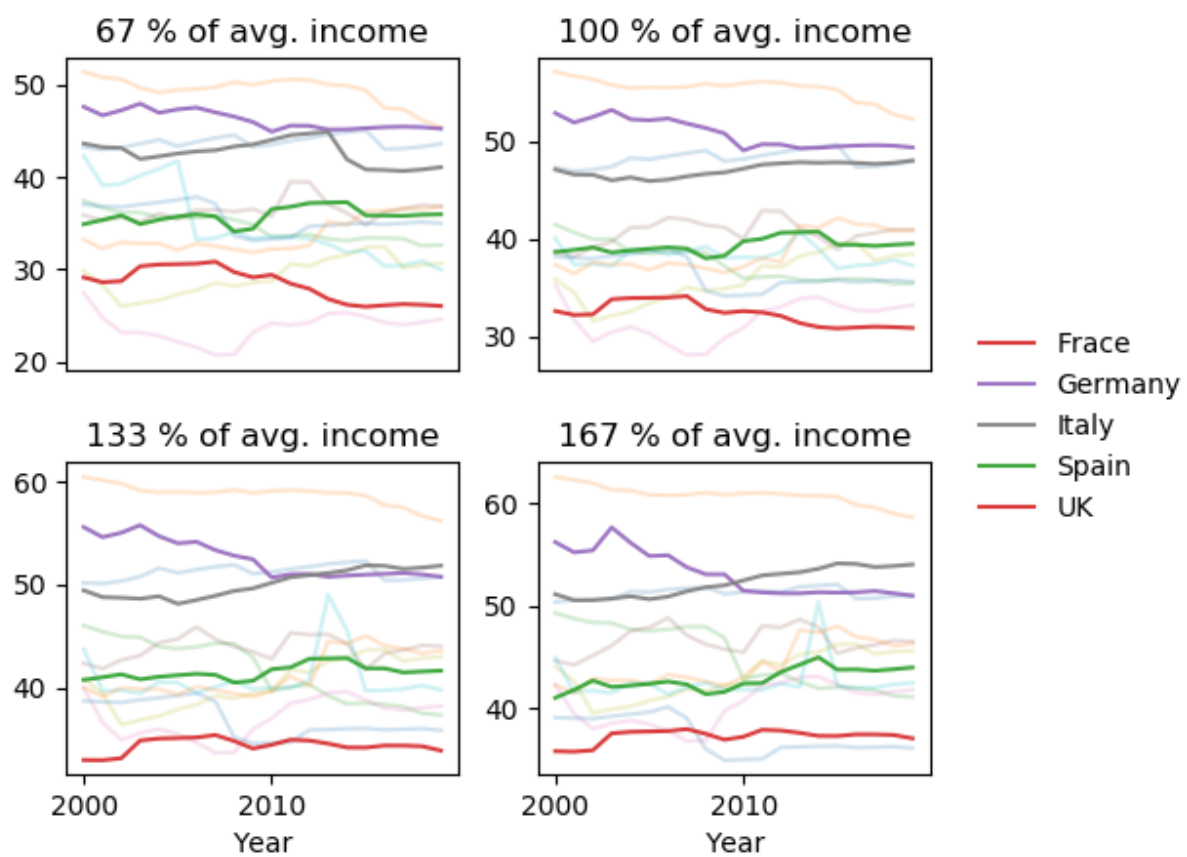 67 % of avg. income
100 % of avg. income
50
40
30
20
50
40
30
133 % of avg. income
167 % of avg. income
60
50
40
60
50
40
2000
2010
Year
2000
2010
Year
Frace
Germany
Italy
Spain
UK